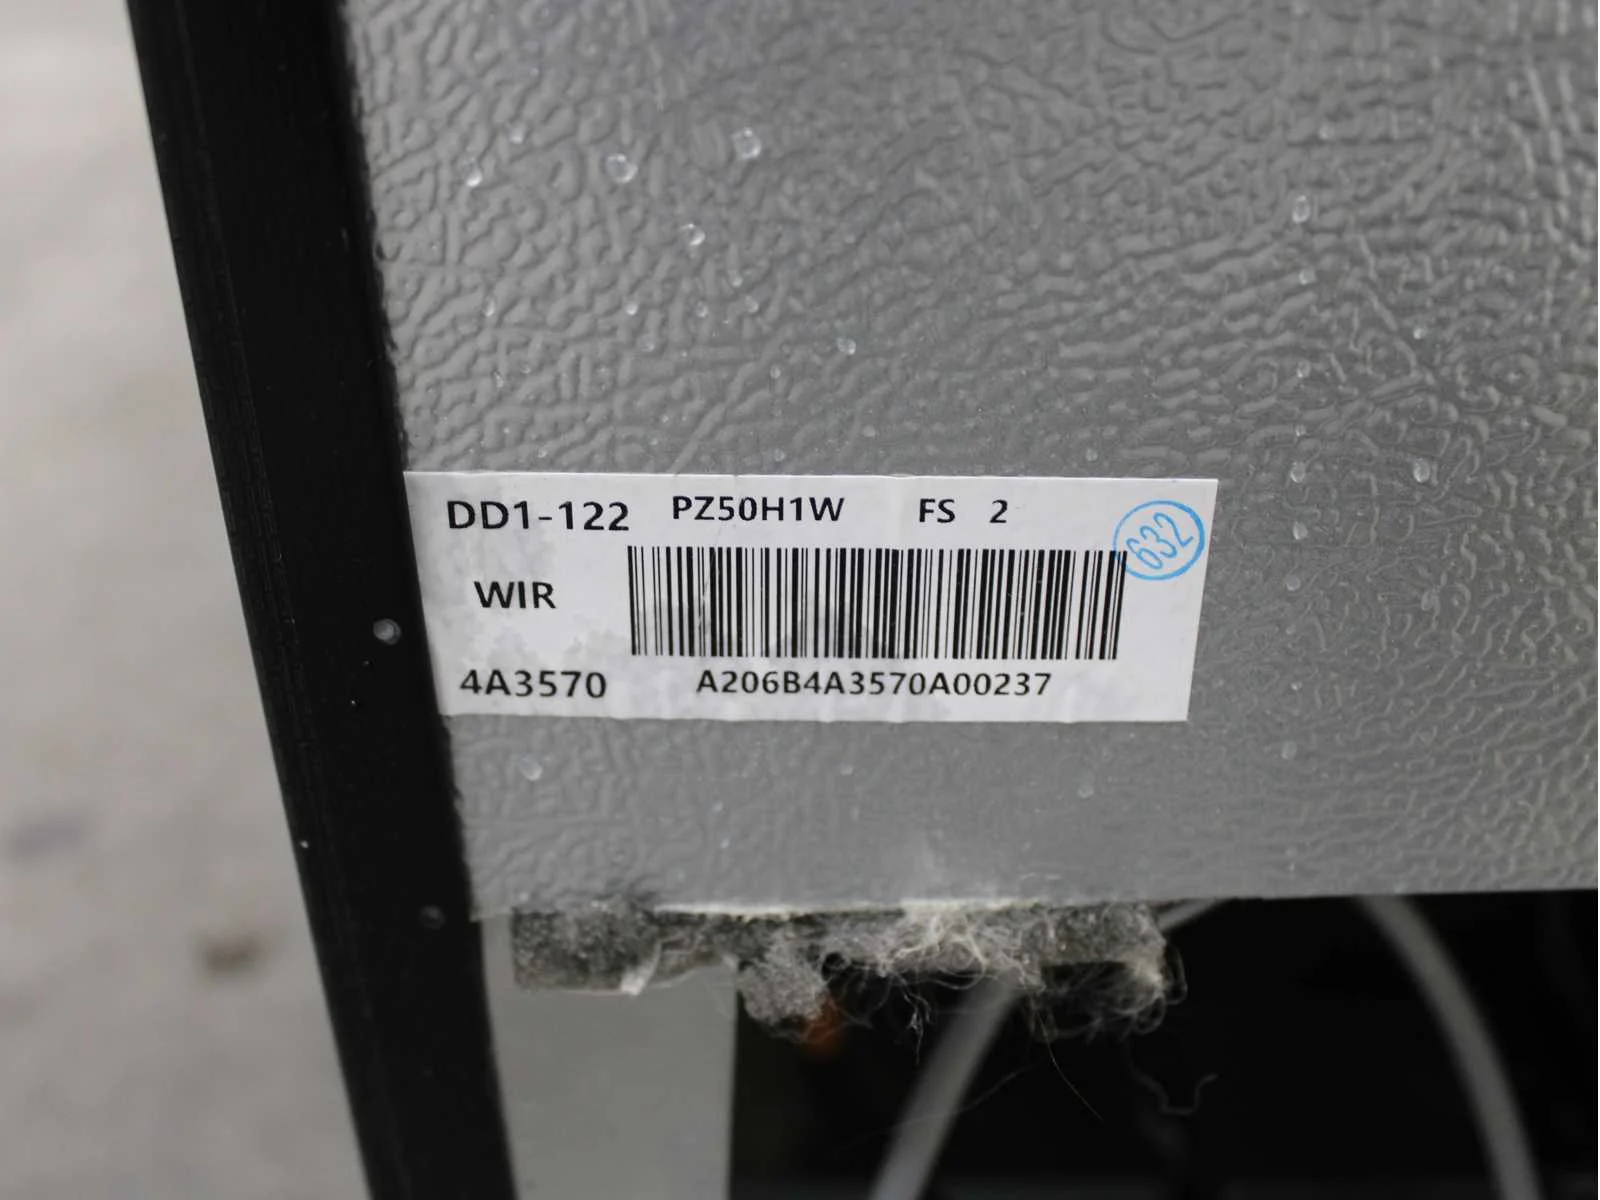 DD1-122 PZ50H1W FS 2
632
WIR
4A3570 A206B4A3570A00237